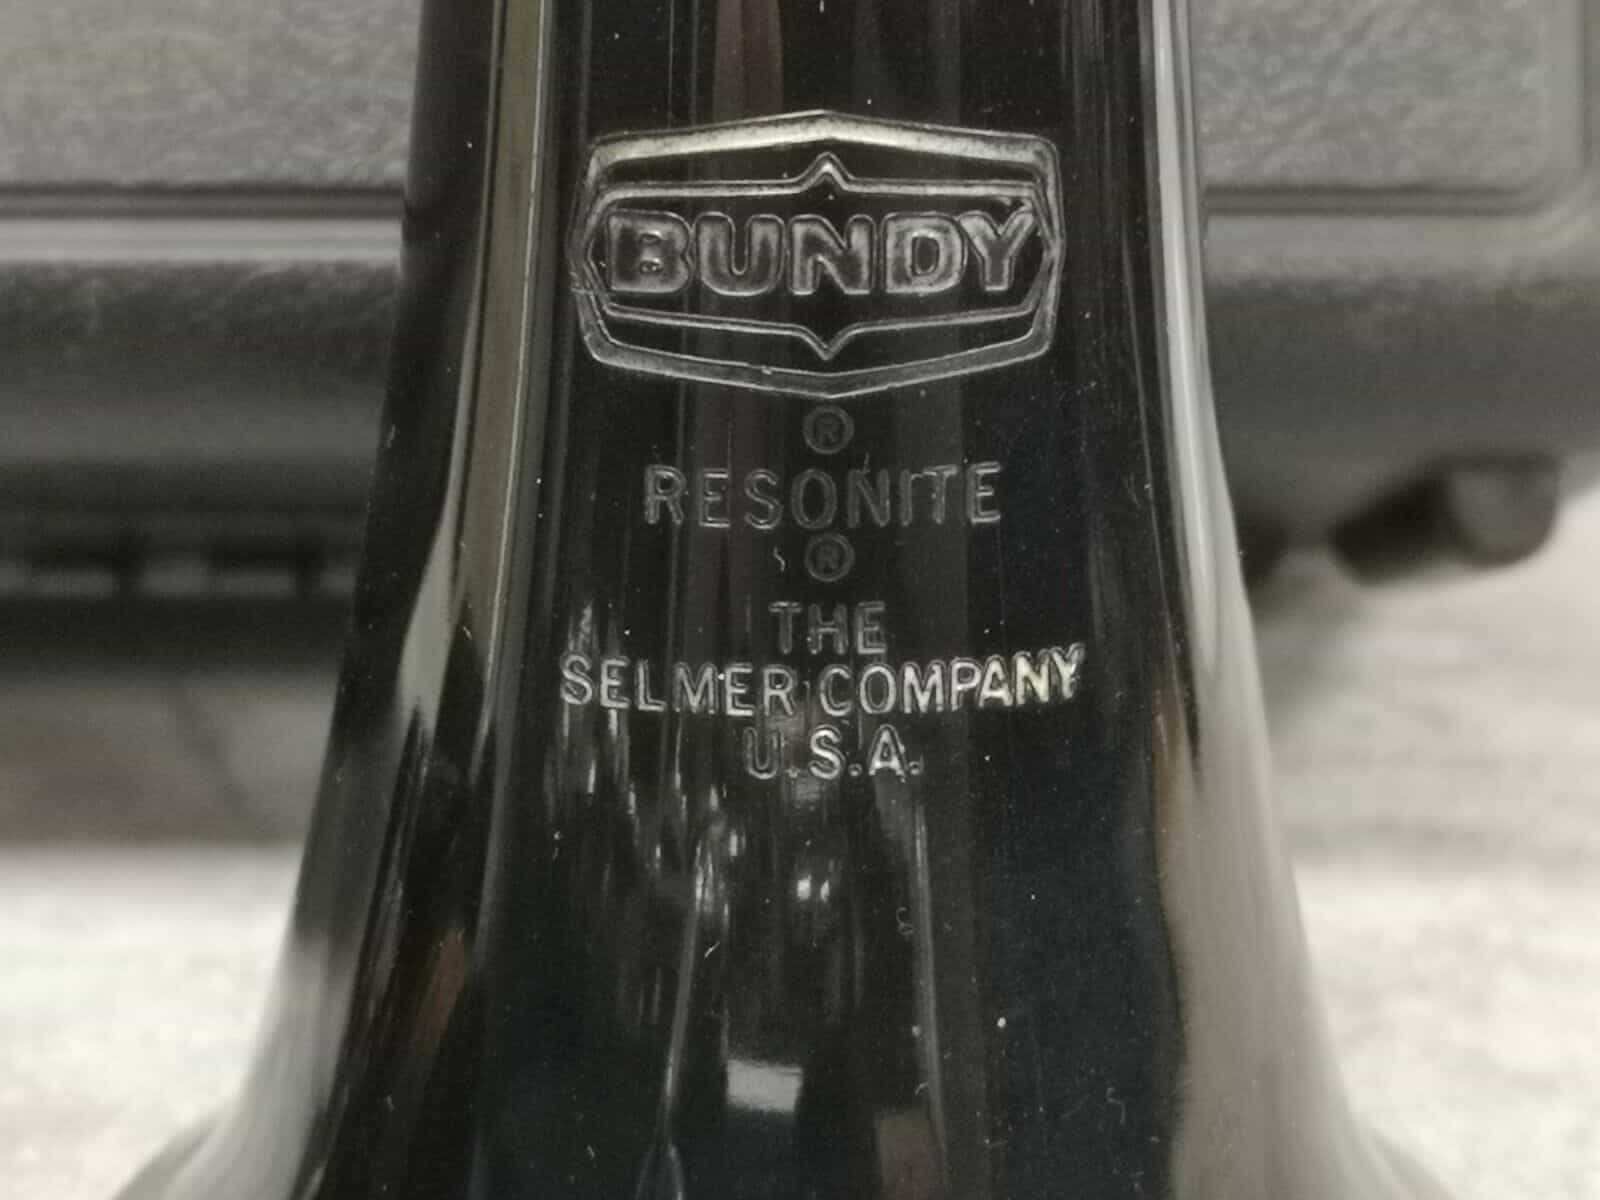 BUNDY
®
RESONITE
®
THE
SELMER COMPANY
U.S.A.